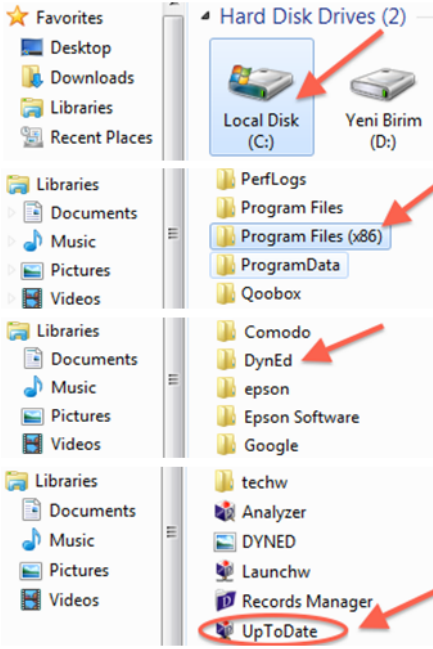 Favorites
Desktop
Downloads
Libraries
Recent Places
Hard Disk Drives (2)
Local Disk
(C:)
Yeni Birim
(D:)
Libraries
Documents
Music
Pictures
Videos
PerfLogs
Program Files
Program Files (x86)
ProgramData
Qoobox
Libraries
Documents
Music
Pictures
Videos
Comodo
DynEd
epson
Epson Software
Google
Libraries
Documents
Music
Pictures
Videos
techw
Analyzer
DYNED
Launchw
Records Manager
UpToDate